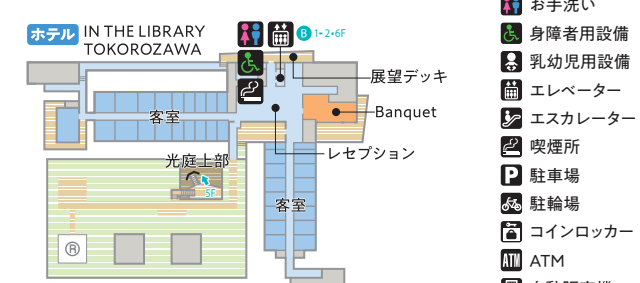 ホテル IN THE LIBRARY
TOKOROZAWA
B 1・2・6F
展望デッキ
Banquet
客室
レセプション
光庭上部
5F
客室
R
お手洗い
身障者用設備
乳幼児用設備
エレベーター
エスカレーター
喫煙所
P 駐車場
駐輪場
コインロッカー
ATM ATM